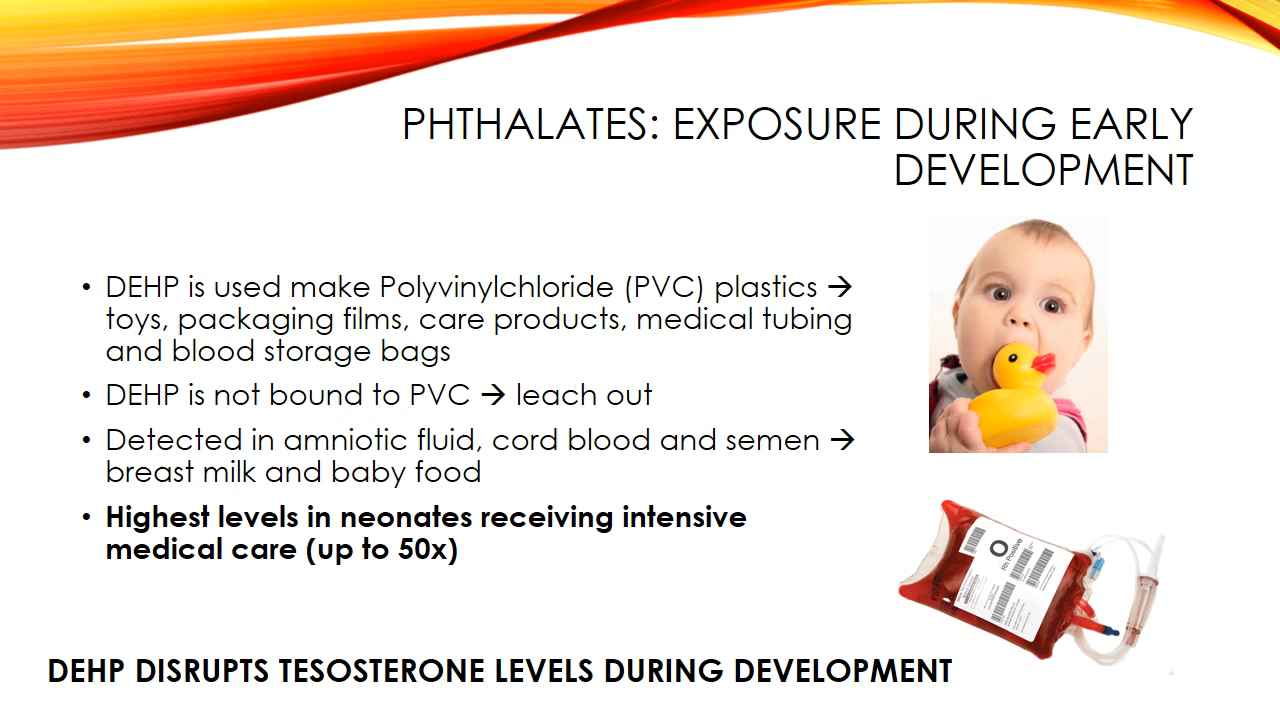 PHTHALATES: EXPOSURE DURING EARLY
DEVELOPMENT
• DEHP is used make Polyvinylchloride (PVC) plastics →
toys, packaging films, care products, medical tubing
and blood storage bags
• DEHP is not bound to PVC → leach out
• Detected in amniotic fluid, cord blood and semen →
breast milk and baby food
• Highest levels in neonates receiving intensive
medical care (up to 50x)
O
Rh Positive
DEHP DISRUPTS TESOSTERONE LEVELS DURING DEVELOPMENT